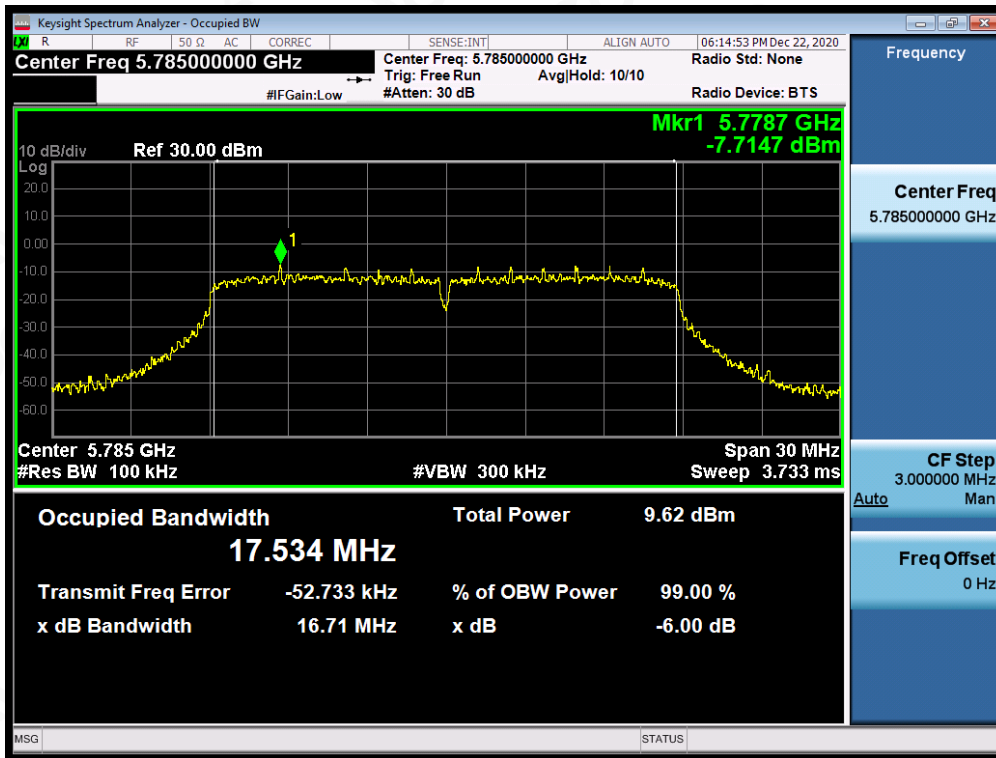 Keysight Spectrum Analyzer - Occupied BW
LXI R RF 50 Ω AC CORREC SENSE:INT ALIGN AUTO 06:14:53 PM Dec 22, 2020
Center Freq 5.785000000 GHz
#IFGain:Low
Center Freq: 5.785000000 GHz
Trig: Free Run Avg|Hold: 10/10
#Atten: 30 dB
Radio Std: None
Radio Device: BTS
Mkr1 5.7787 GHz
-7.7147 dBm
10 dB/div Ref 30.00 dBm
Log
20.0
10.0
0.00
-10.0
-20.0
-30.0
-40.0
-50.0
-60.0
1
Center 5.785 GHz Span 30 MHz
#Res BW 100 kHz #VBW 300 kHz Sweep 3.733 ms
Occupied Bandwidth Total Power 9.62 dBm
17.534 MHz
Transmit Freq Error -52.733 kHz % of OBW Power 99.00 %
x dB Bandwidth 16.71 MHz x dB -6.00 dB
Frequency
Center Freq
5.785000000 GHz
CF Step
3.000000 MHz
Auto Man
Freq Offset
0 Hz
MSG STATUS